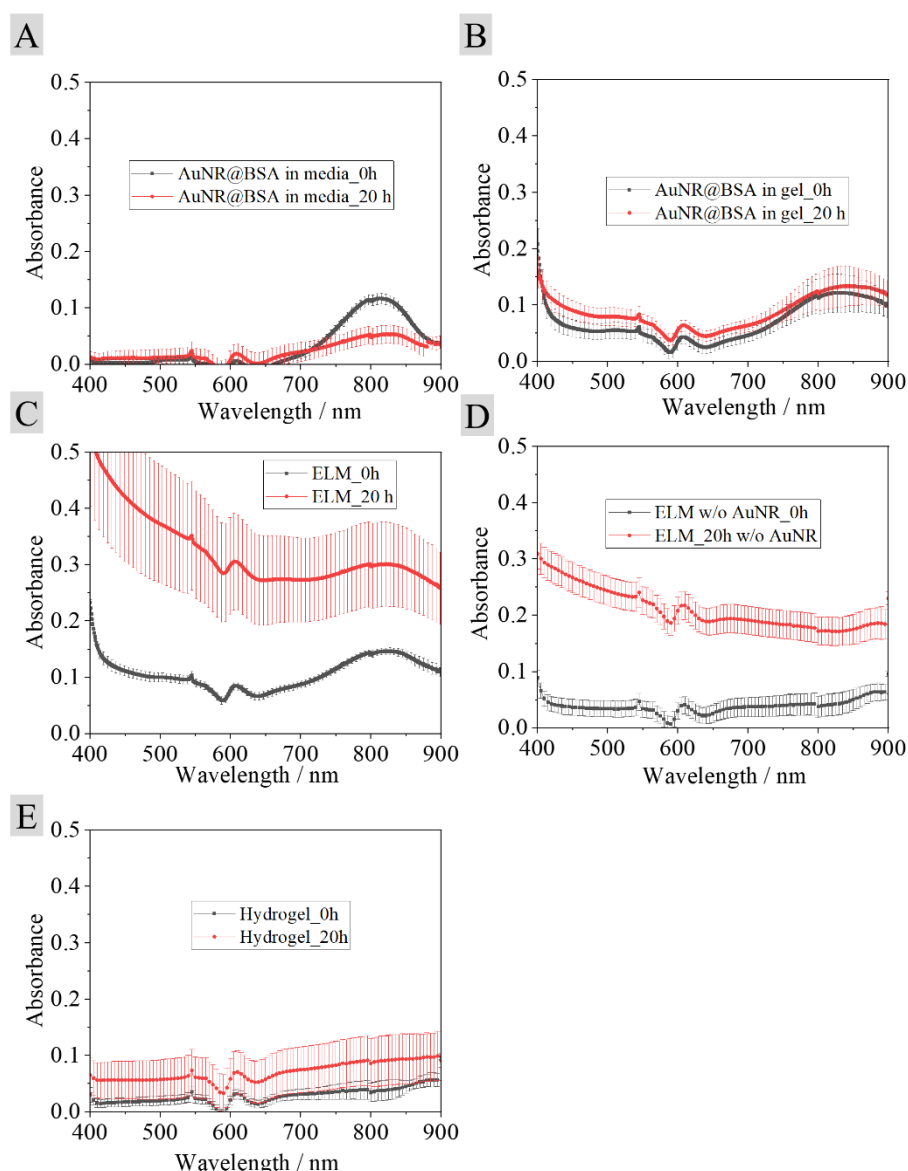 A
0.5
0.4
0.3
0.2
0.1
0.0
Absorbance
AuNR@BSA in media_0h
AuNR@BSA in media_20 h
400 500 600 700 800 900
Wavelength / nm
B
0.5
0.4
0.3
0.2
0.1
0.0
Absorbance
AuNR@BSA in gel_0h
AuNR@BSA in gel_20 h
400 500 600 700 800 900
Wavelength / nm
C
0.5
0.4
0.3
0.2
0.1
0.0
Absorbance
ELM_0h
ELM_20 h
400 500 600 700 800 900
Wavelength / nm
D
0.5
0.4
0.3
0.2
0.1
0.0
Absorbance
ELM w/o AuNR_0h
ELM_20h w/o AuNR
400 500 600 700 800 900
Wavelength / nm
E
0.5
0.4
0.3
0.2
0.1
0.0
Absorbance
Hydrogel_0h
Hydrogel_20h
400 500 600 700 800 900
Wavelength / nm